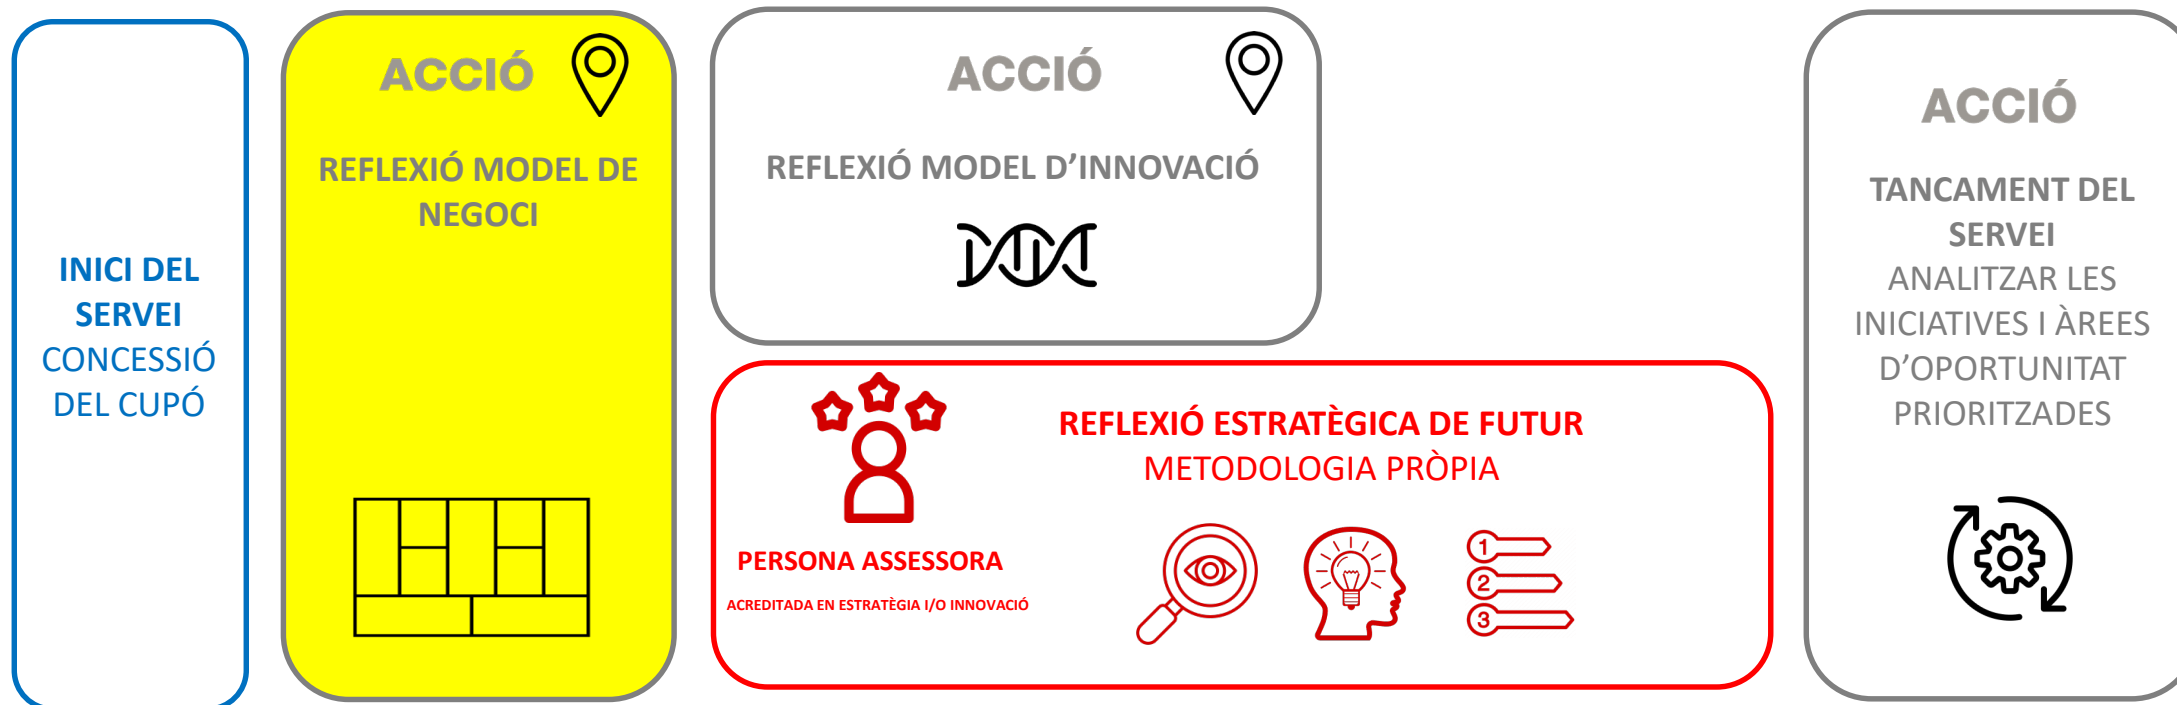 INICI DEL
SERVEI
CONCESSIÓ
DEL CUPÓ
ACCIÓ
REFLEXIÓ MODEL DE
NEGOCI
ACCIÓ
REFLEXIÓ MODEL D’INNOVACIÓ
PERSONA ASSESSORA
ACREDITADA EN ESTRATÈGIA I/O INNOVACIÓ
REFLEXIÓ ESTRATÈGICA DE FUTUR
METODOLOGIA PRÒPIA
1
2
3
ACCIÓ
TANCAMENT DEL
SERVEI
ANALITZAR LES
INICIATIVES I ÀREES
D’OPORTUNITAT
PRIORITZADES